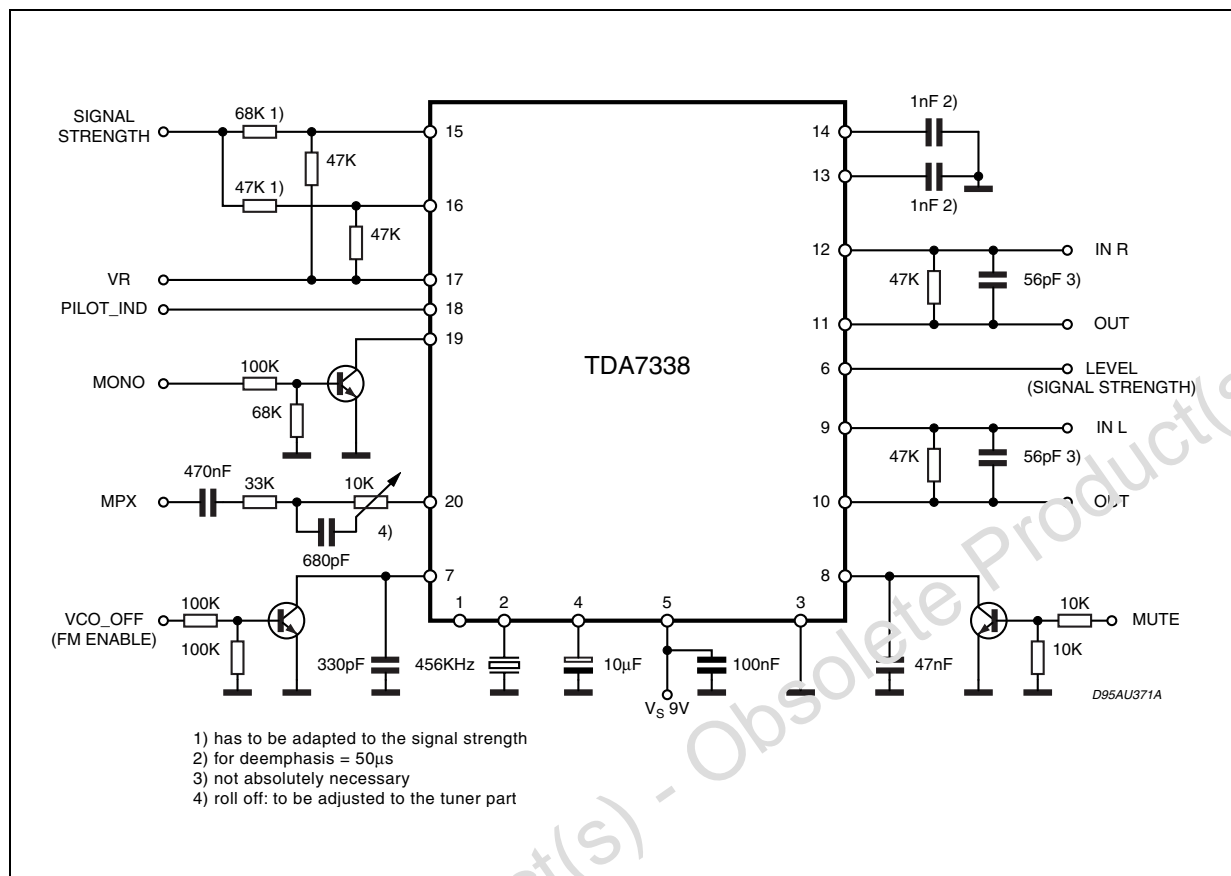 SIGNAL
STRENGTH
68K 1)
15
47K
47K 1)
16
47K
VR
17
PILOT_IND
18
19
MONO
100K
68K
MPX
470nF
33K
10K
20
4)
680pF
7
VCO_OFF
(FM ENABLE)
100K
100K
330pF
1
2
4
5
3
456KHz
10µF
100nF
VS 9V
TDA7338
1nF 2)
14
13
1nF 2)
12
IN R
47K
56pF 3)
11
OUT
6
LEVEL
(SIGNAL STRENGTH)
9
IN L
47K
56pF 3)
10
OUT
8
10K
MUTE
47nF
10K
D95AU371A
1) has to be adapted to the signal strength
2) for deemphasis = 50µs
3) not absolutely necessary
4) roll off: to be adjusted to the tuner part
Obsolete Product(s
ct(s) -